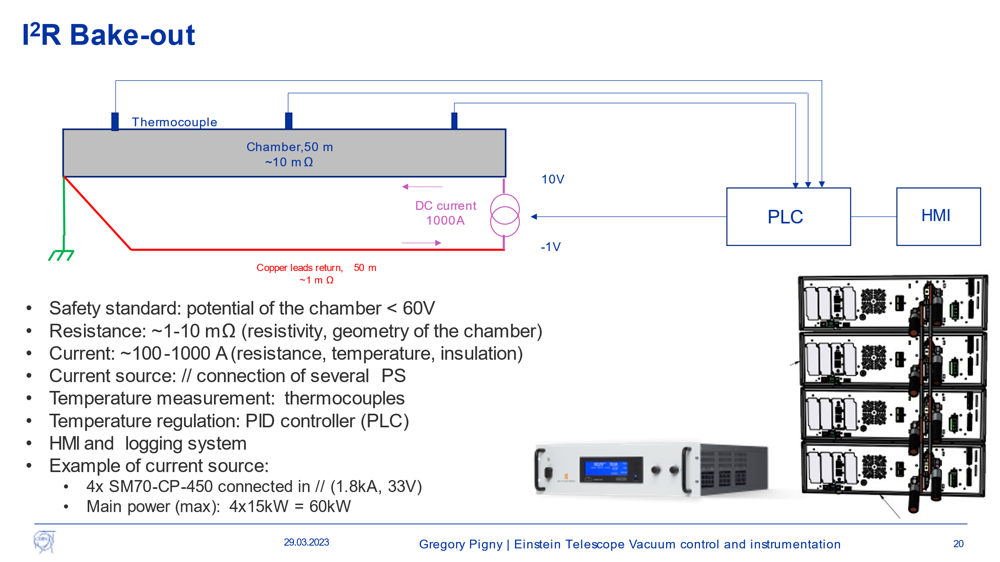 I²R Bake-out
Thermocouple
Chamber,50 m
~10 mΩ
10V
DC current
1000A
PLC
HMI
-1V
Copper leads return, 50 m
~1 mΩ
• Safety standard: potential of the chamber < 60V
• Resistance: ~1-10 mΩ (resistivity, geometry of the chamber)
• Current: ~100-1000 A (resistance, temperature, insulation)
• Current source: // connection of several PS
• Temperature measurement: thermocouples
• Temperature regulation: PID controller (PLC)
• HMI and logging system
• Example of current source:
• 4x SM70-CP-450 connected in // (1.8kA, 33V)
• Main power (max): 4x15kW = 60kW
29.03.2023
Gregory Pigny | Einstein Telescope Vacuum control and instrumentation
20